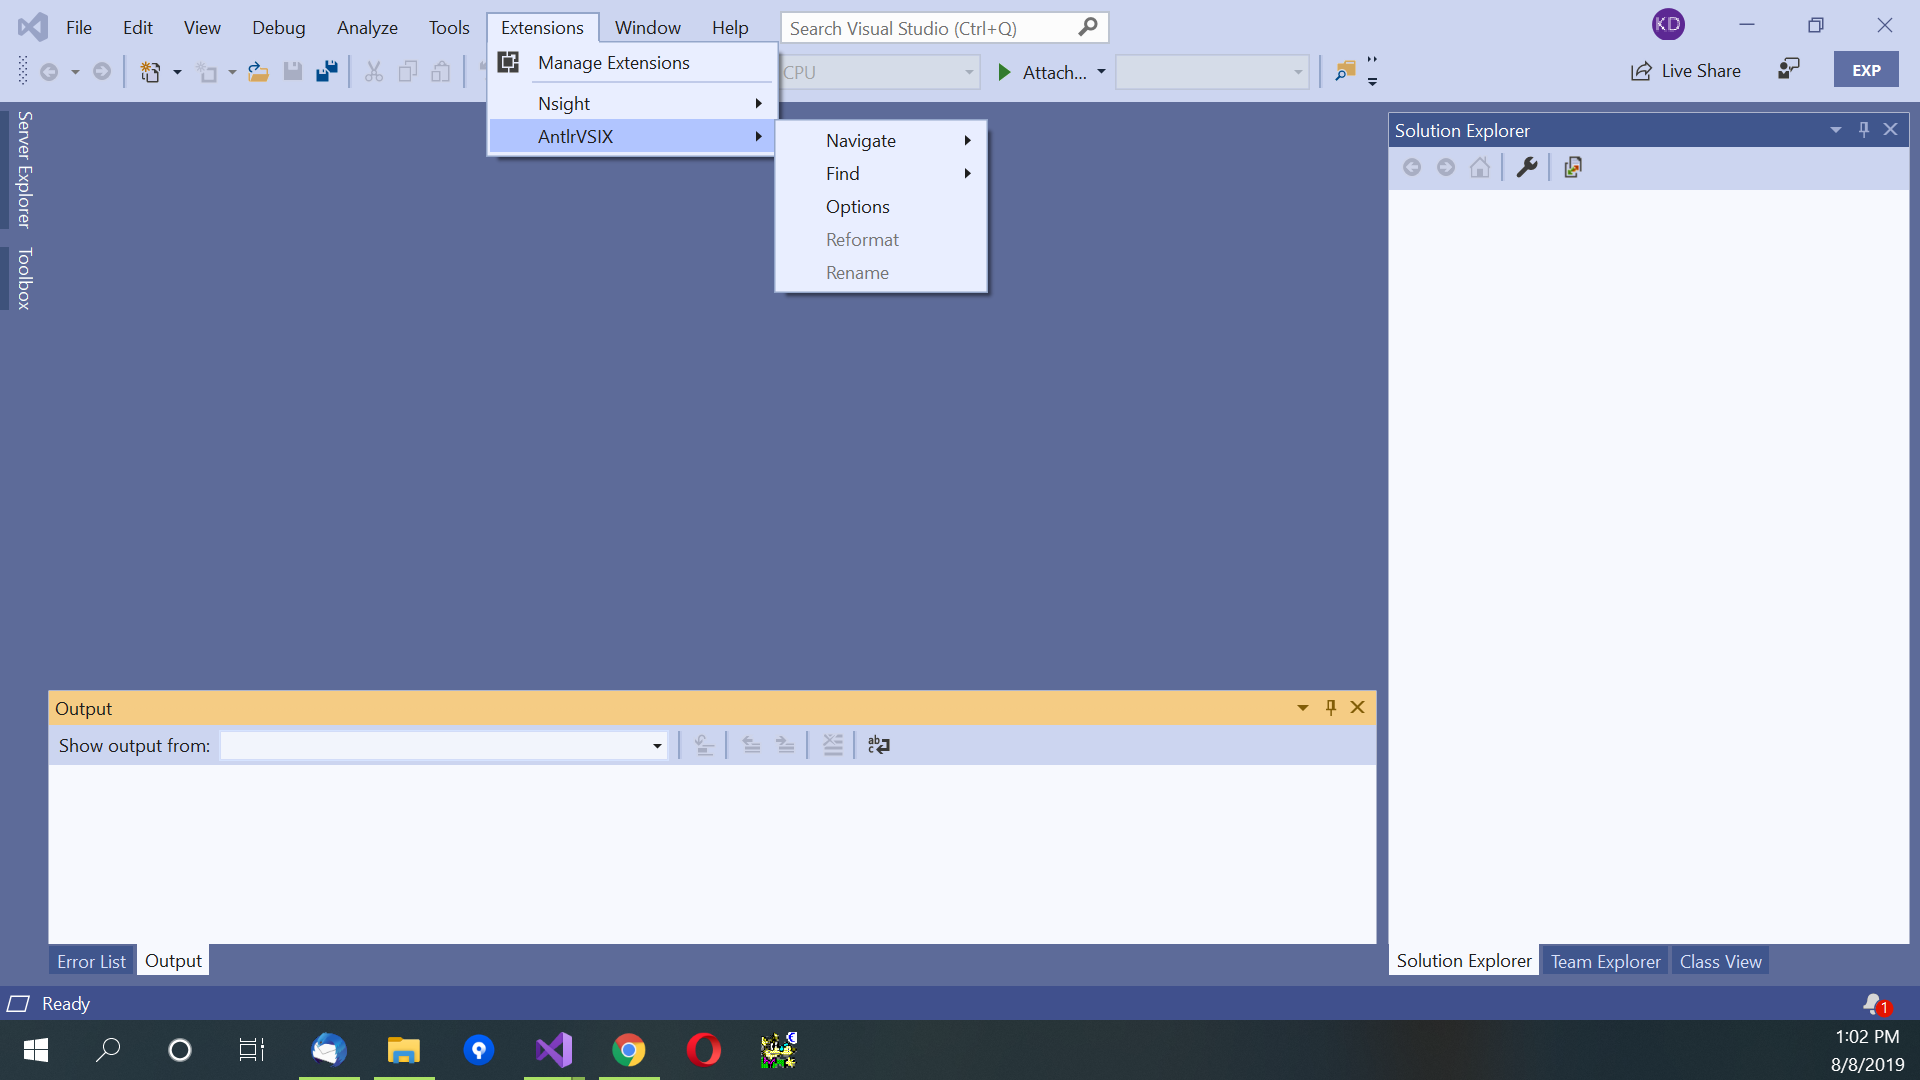 File Edit View Debug Analyze Tools Extensions Window Help Search Visual Studio (Ctrl+Q) KD
Manage Extensions
CPU Attach... Live Share EXP
Nsight
AntlrVSIX
Navigate
Find
Options
Reformat
Rename
Server Explorer
Toolbox
Solution Explorer
Output
Show output from:
ab
c
Error List Output
Solution Explorer Team Explorer Class View
Ready 1
1:02 PM
8/8/2019